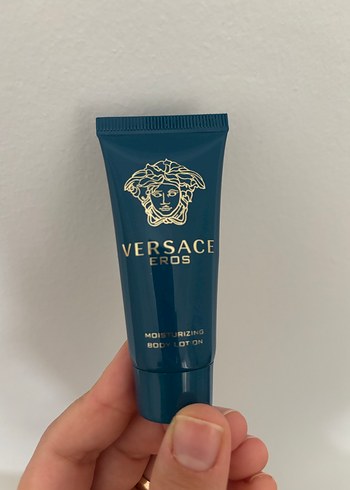 VERSACE
EROS
MOISTURIZING
BODY LOTION